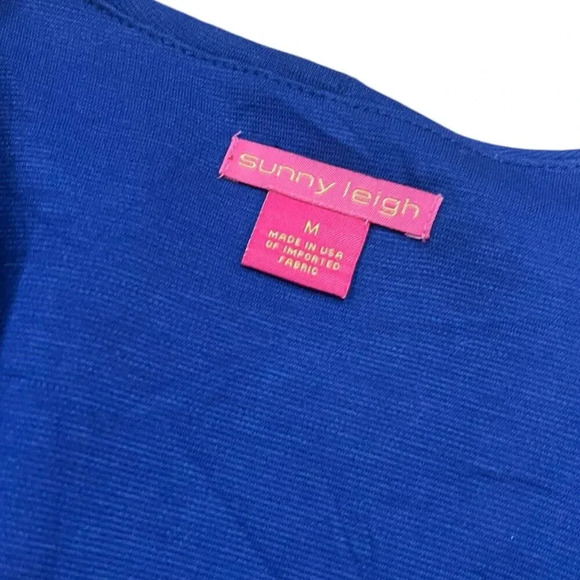 sunny leigh
M
MADE IN USA
OF IMPORTED
FABRIC